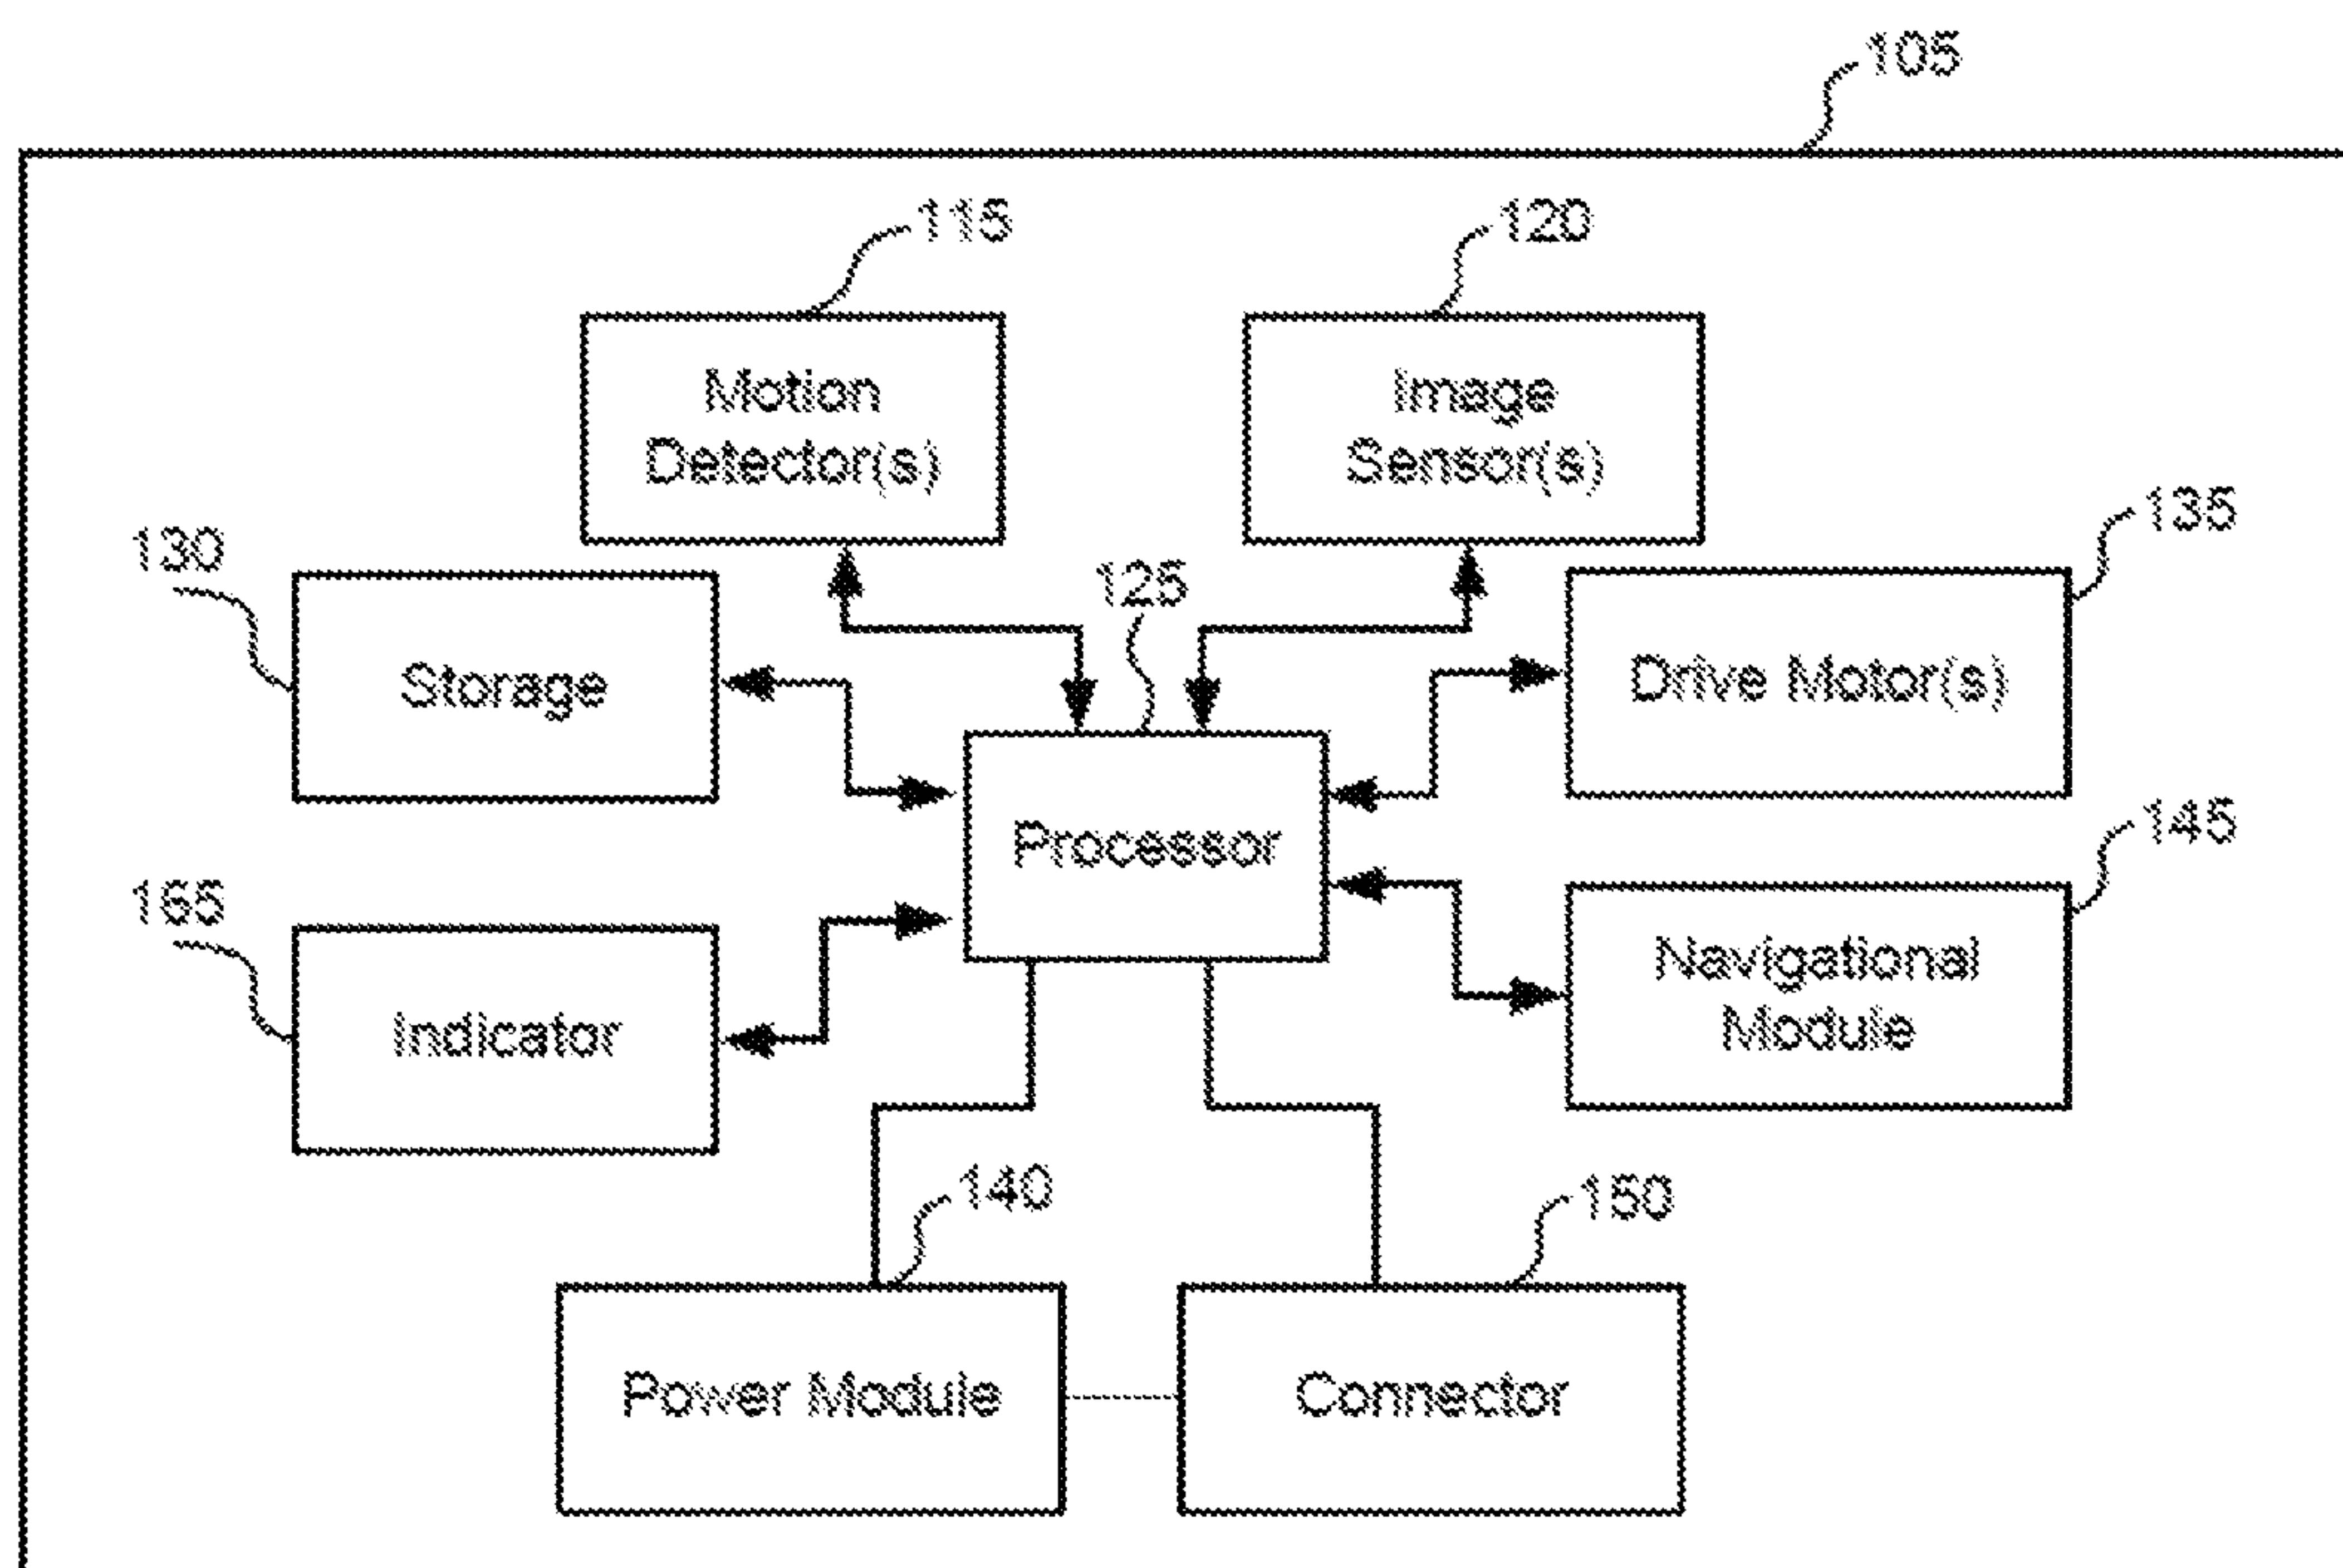 105
115
120
Motion
Detector(s)
Image
Sensor(s)
130
125
135
Storage
Drive Motor(s)
Processor
145
165
Indicator
Navigational
Module
140
150
Power Module
Connector